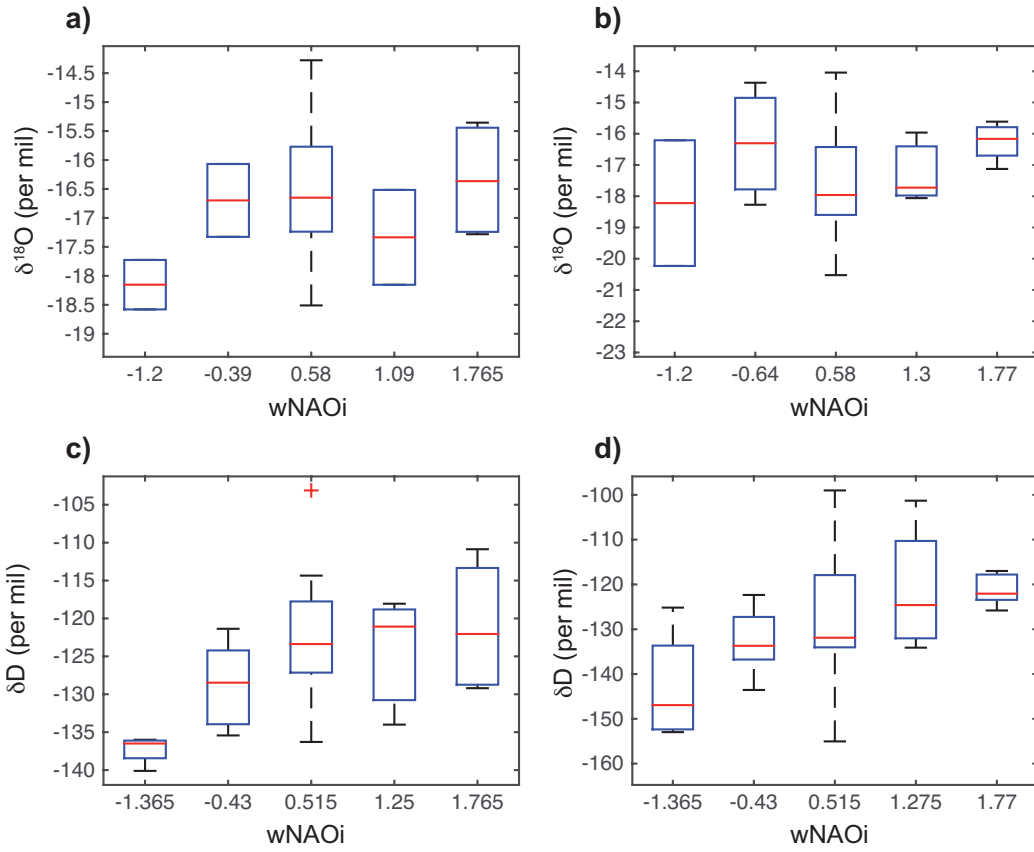 a)
-14.5
-15
-15.5
-16
-16.5
-17
-17.5
-18
-18.5
-19
δ¹⁸O (per mil)
-1.2 -0.39 0.58 1.09 1.765
wNAOi
b)
-14
-15
-16
-17
-18
-19
-20
-21
-22
-23
δ¹⁸O (per mil)
-1.2 -0.64 0.58 1.3 1.77
wNAOi
c)
-105
-110
-115
-120
-125
-130
-135
-140
δD (per mil)
-1.365 -0.43 0.515 1.25 1.765
wNAOi
d)
-100
-110
-120
-130
-140
-150
-160
δD (per mil)
-1.365 -0.43 0.515 1.275 1.77
wNAOi